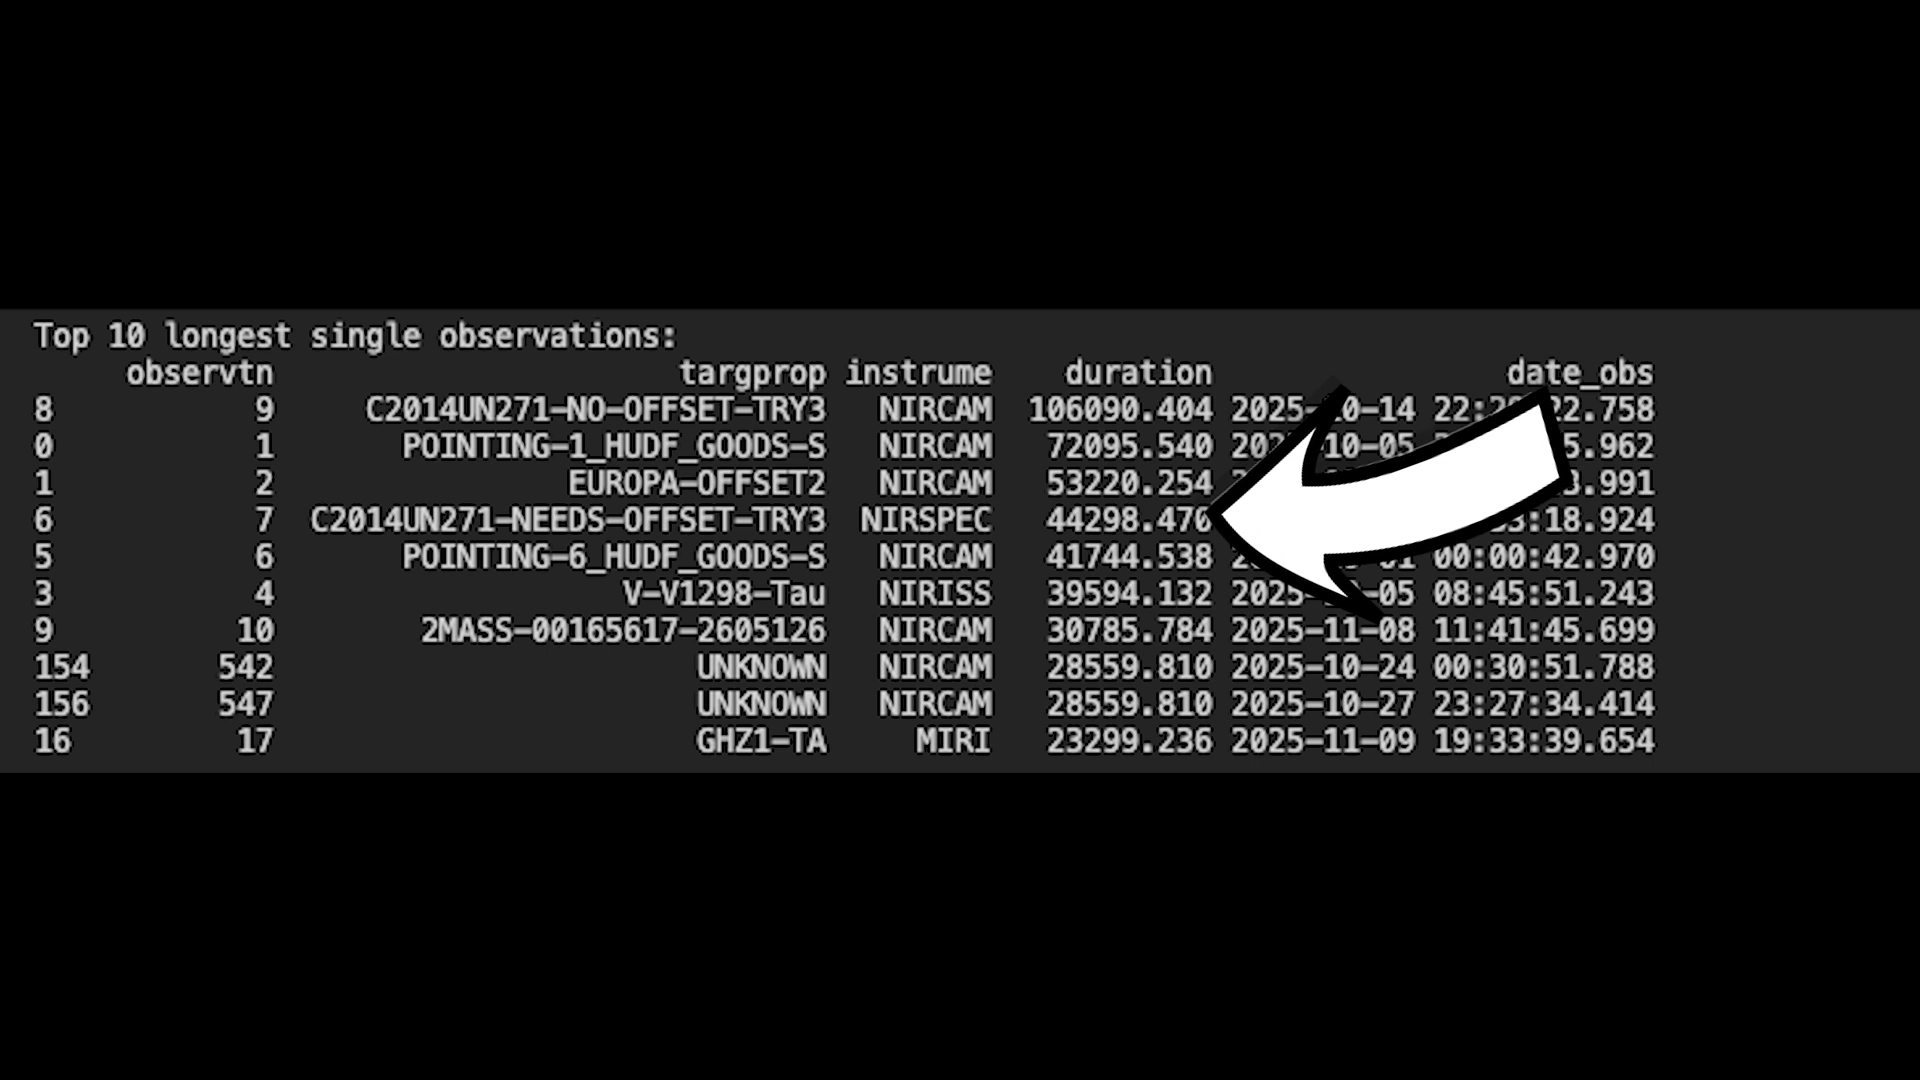 Top 10 longest single observations:
observtn targprop instrume duration date_obs
8 9 C2014UN271-NO-OFFSET-TRY3 NIRCAM 106090.404
0 1 POINTING-1_HUDF_GOODS-S NIRCAM 72095.540
1 2 EUROPA-OFFSET2 NIRCAM 53220.254
6 7 C2014UN271-NEEDS-OFFSET-TRY3 NIRSPEC
5 6 POINTING-6_HUDF_GOODS-S NIRCAM 41744.538 00:00:42.970
3 4 V-V1298-Tau NIRISS 39594.132 08:45:51.243
9 10 2MASS-00165617-2605126 NIRCAM 30785.784 2025-11-08 11:41:45.699
154 542 UNKNOWN NIRCAM 28559.810 2025-10-24 00:30:51.788
156 547 UNKNOWN NIRCAM 28559.810 2025-10-27 23:27:34.414
16 17 GHZ1-TA MIRI 23299.236 2025-11-09 19:33:39.654